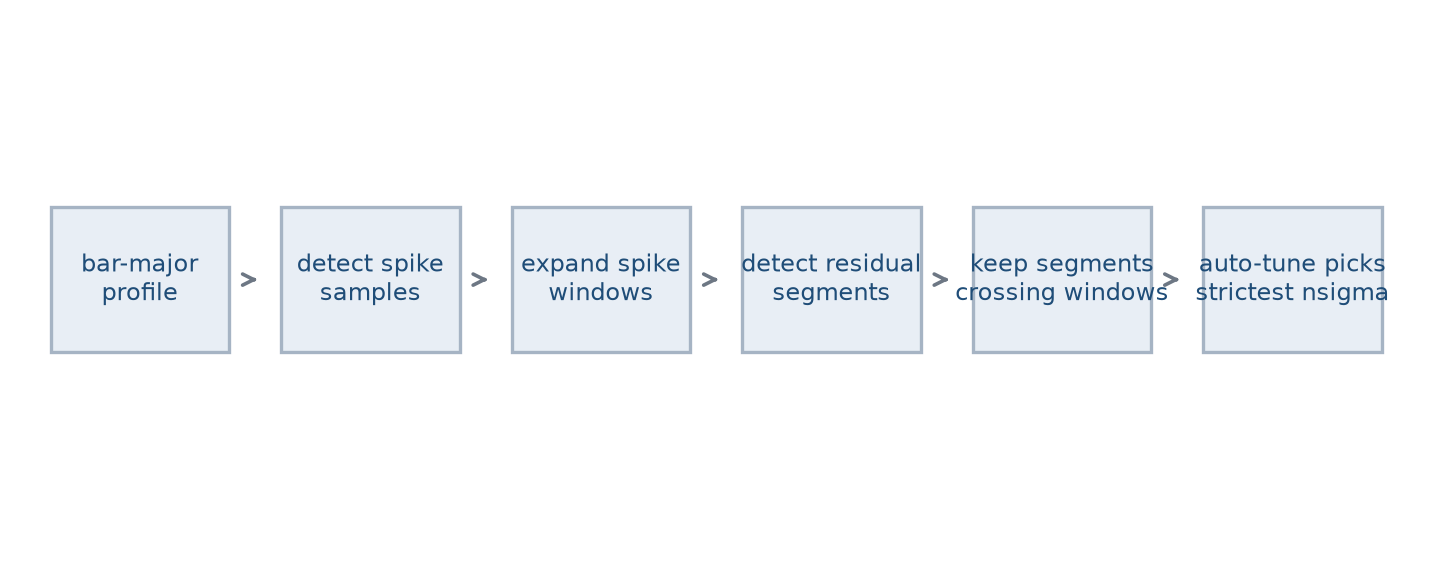 bar-major
profile
detect spike
samples
expand spike
windows
detect residual
segments
keep segments
crossing windows
auto-tune picks
strictest nsigma